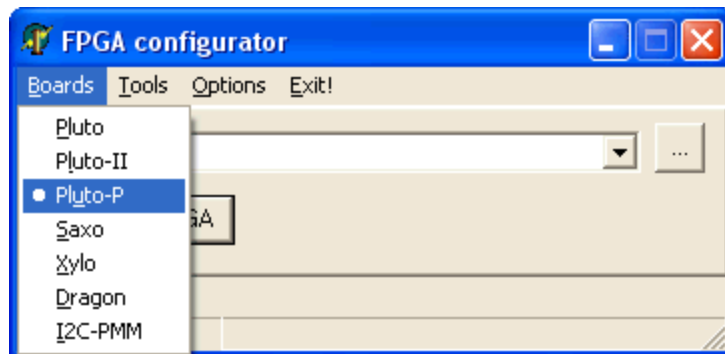 FPGA configurator
Boards Tools Options Exit!
Pluto
Pluto-II
...
Pluto-P
GA
Saxo
Xylo
Dragon
I2C-PMM